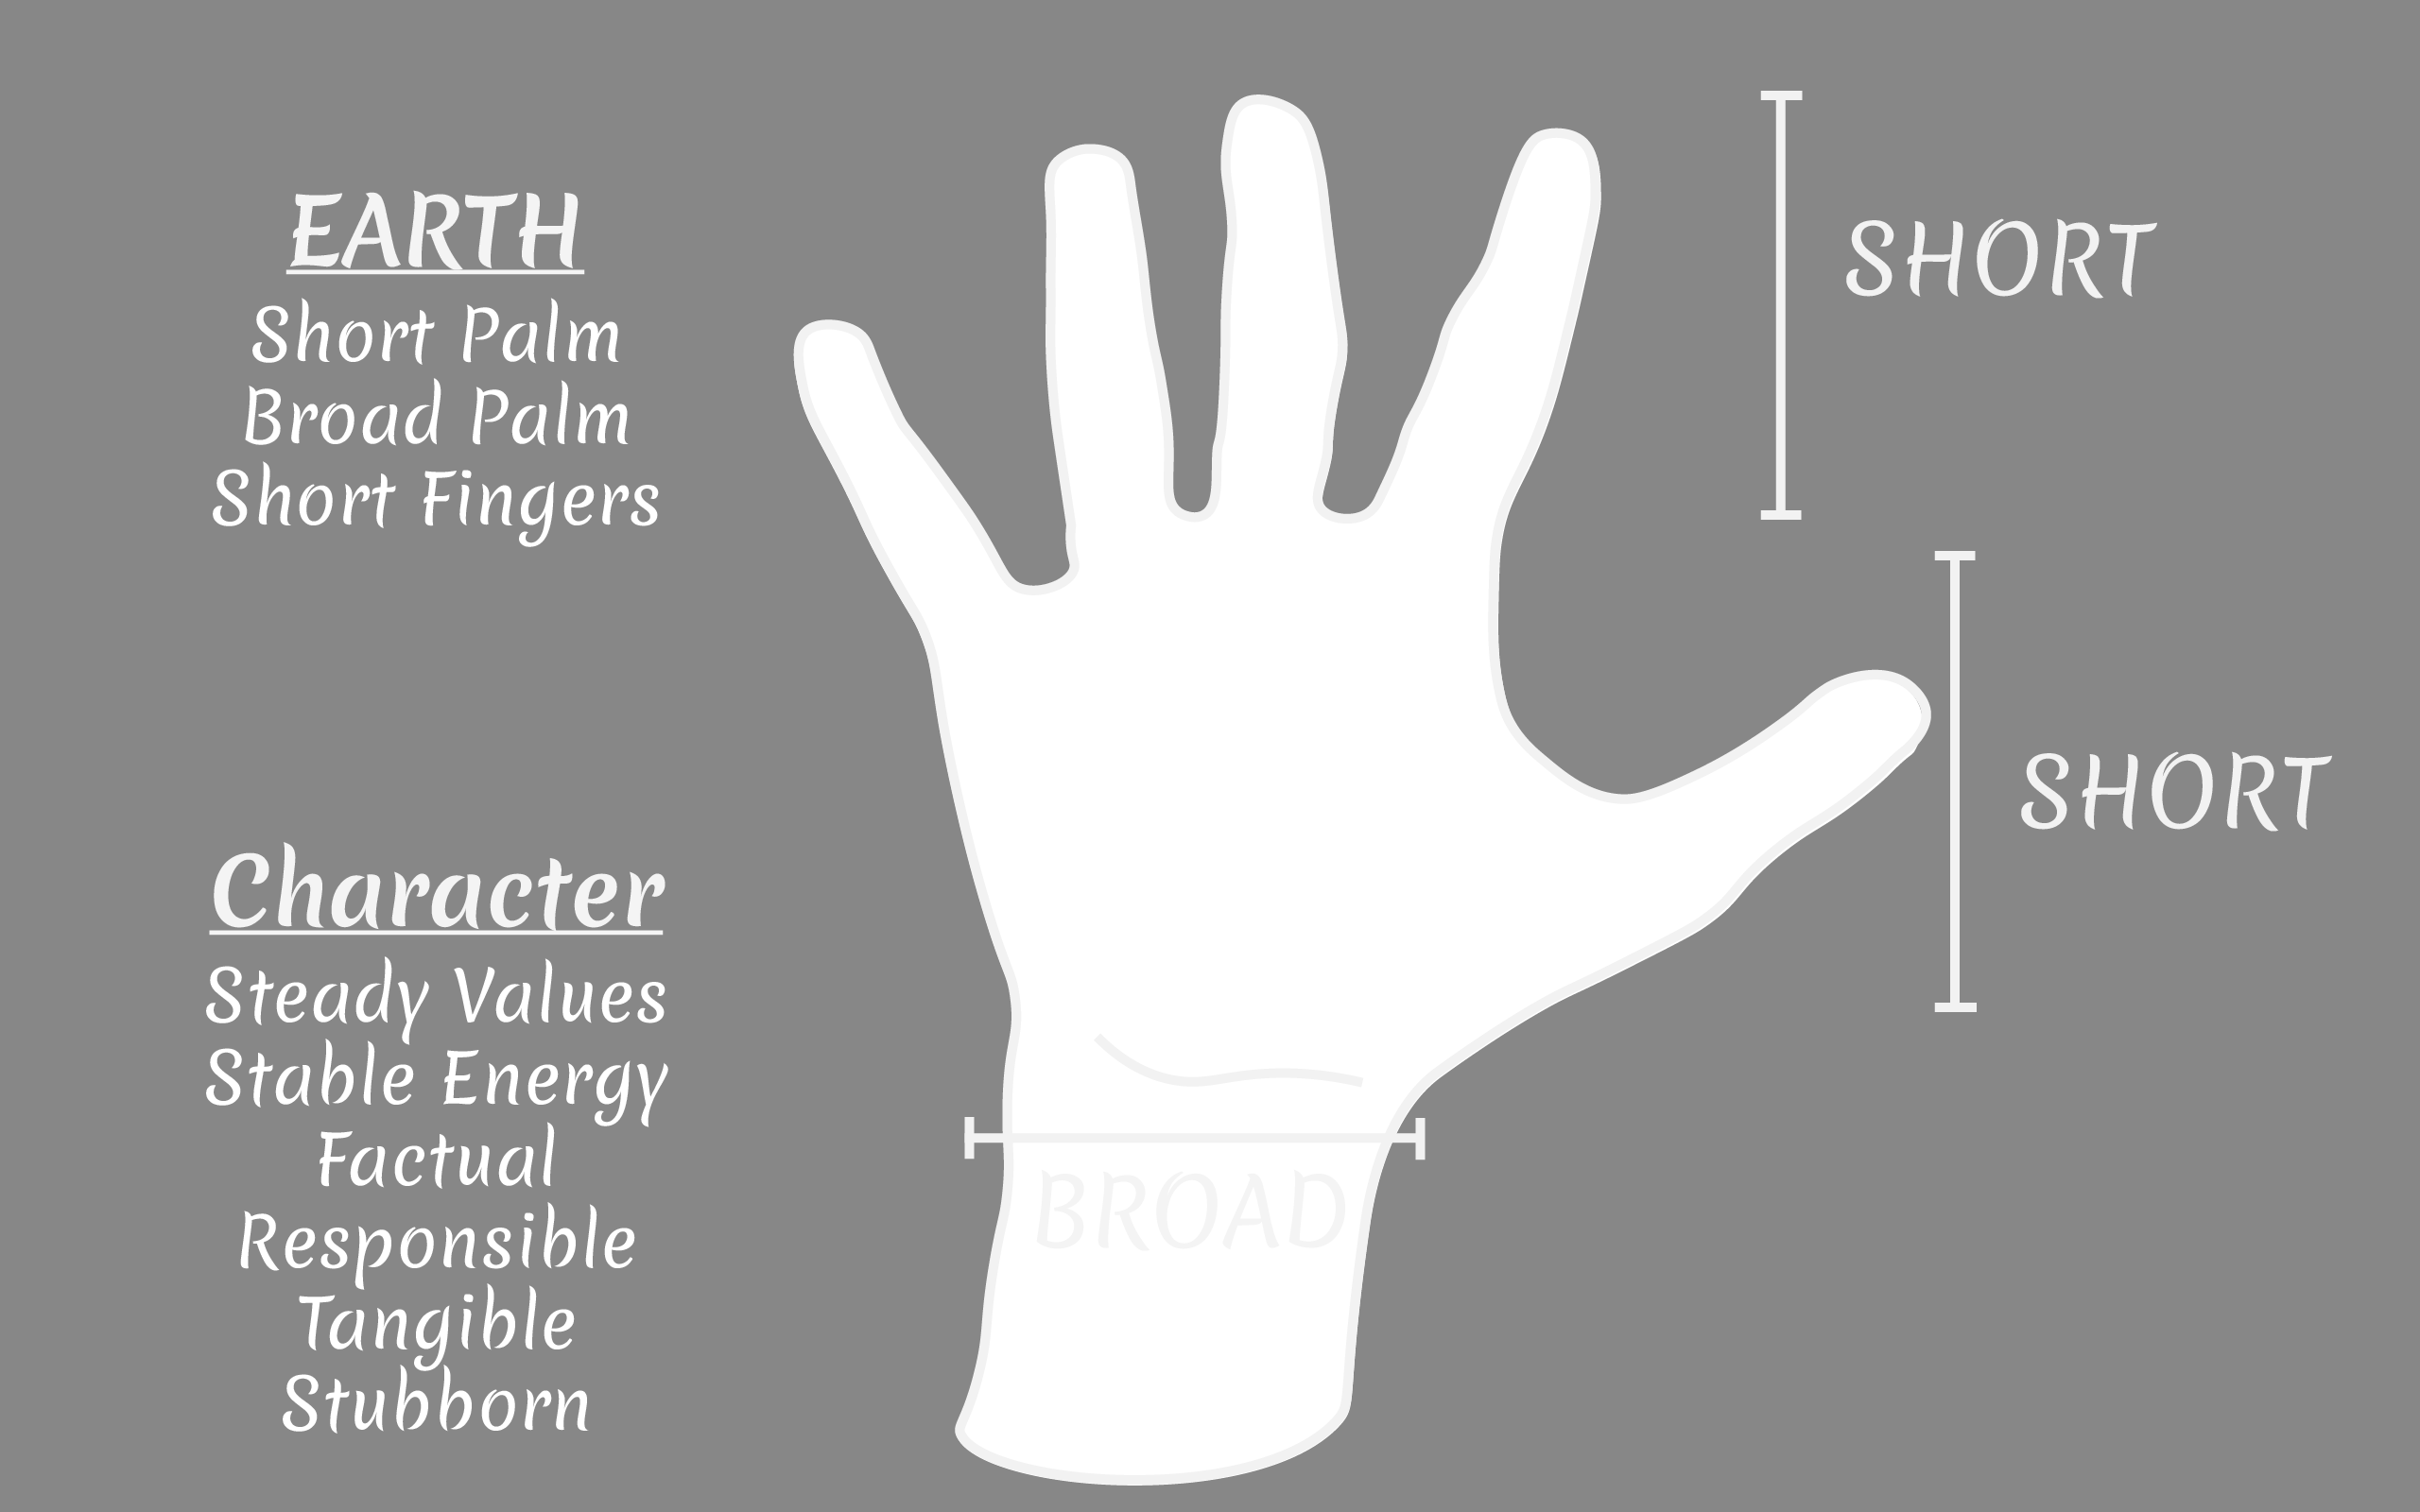 EARTH
Short Palm
Broad Palm
Short Fingers
Character
Steady Values
Stable Energy
Factual
Responsible
Tangible
Stubborn
SHORT
SHORT
BROAD